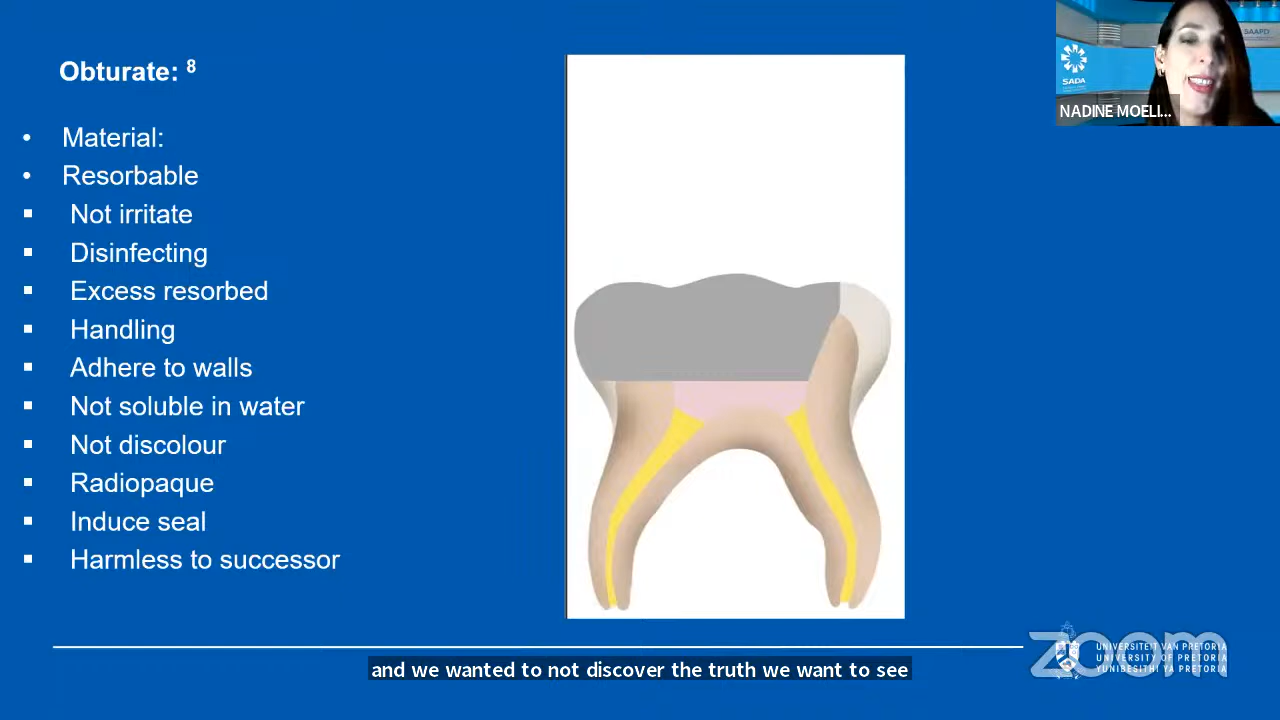 Obturate: 8
• Material:
• Resorbable
▪ Not irritate
▪ Disinfecting
▪ Excess resorbed
▪ Handling
▪ Adhere to walls
▪ Not soluble in water
▪ Not discolour
▪ Radiopaque
▪ Induce seal
▪ Harmless to successor
SADA
SAAPD
NADINE MOELI...
zoom
UNIVERSITEIT VAN PRETORIA
UNIVERSITY OF PRETORIA
YUNIBESITHI YA PRETORIA
and we wanted to not discover the truth we want to see